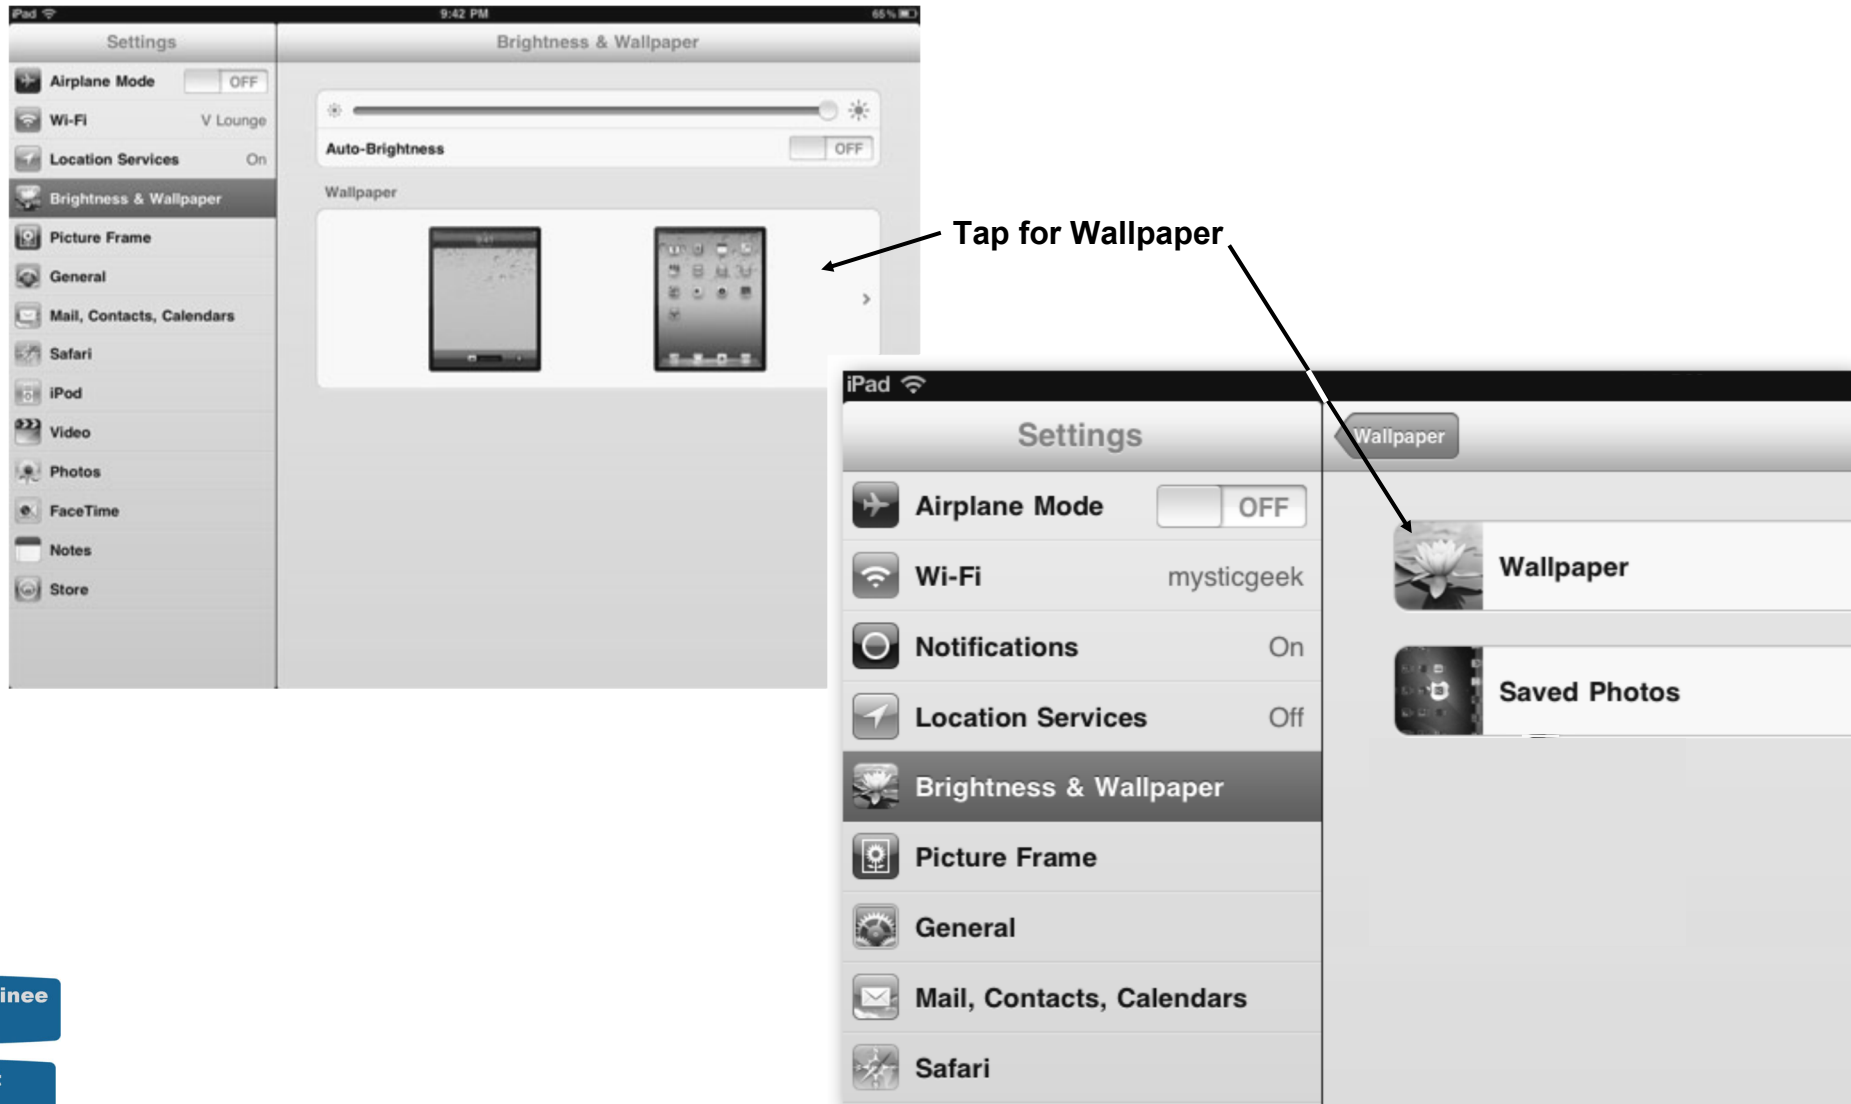 iPad
9:42 PM
65%
Settings
Brightness & Wallpaper
Airplane Mode OFF
Wi-Fi V Lounge
Location Services On
Brightness & Wallpaper
Picture Frame
General
Mail, Contacts, Calendars
Safari
iPod
Video
Photos
FaceTime
Notes
Store
Auto-Brightness OFF
Wallpaper
9:41
Tap for Wallpaper
iPad
Settings
Wallpaper
Airplane Mode OFF
Wi-Fi mysticgeek
Notifications On
Location Services Off
Brightness & Wallpaper
Picture Frame
General
Mail, Contacts, Calendars
Safari
Wallpaper
Saved Photos
inee